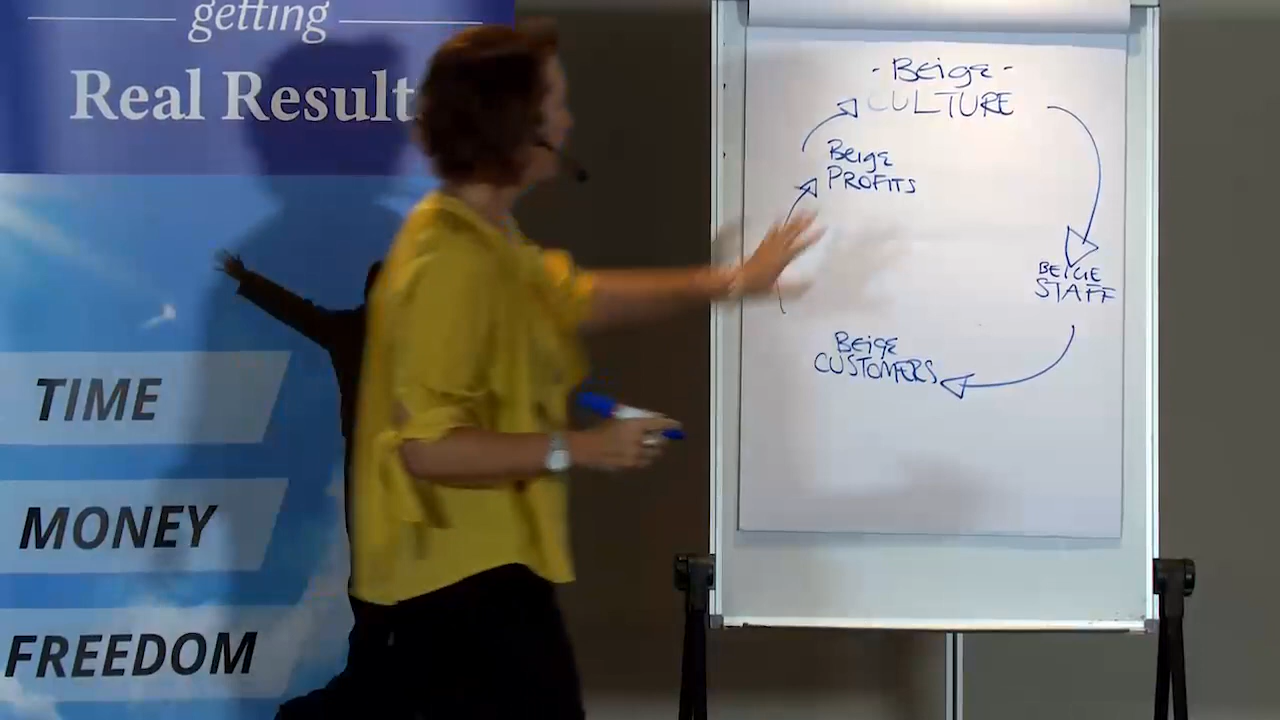 getting
Real Result
TIME
MONEY
FREEDOM
- Beige -
CULTURE
Beige
PROFITS
BEIGE
STAFF
Beige
CUSTOMERS